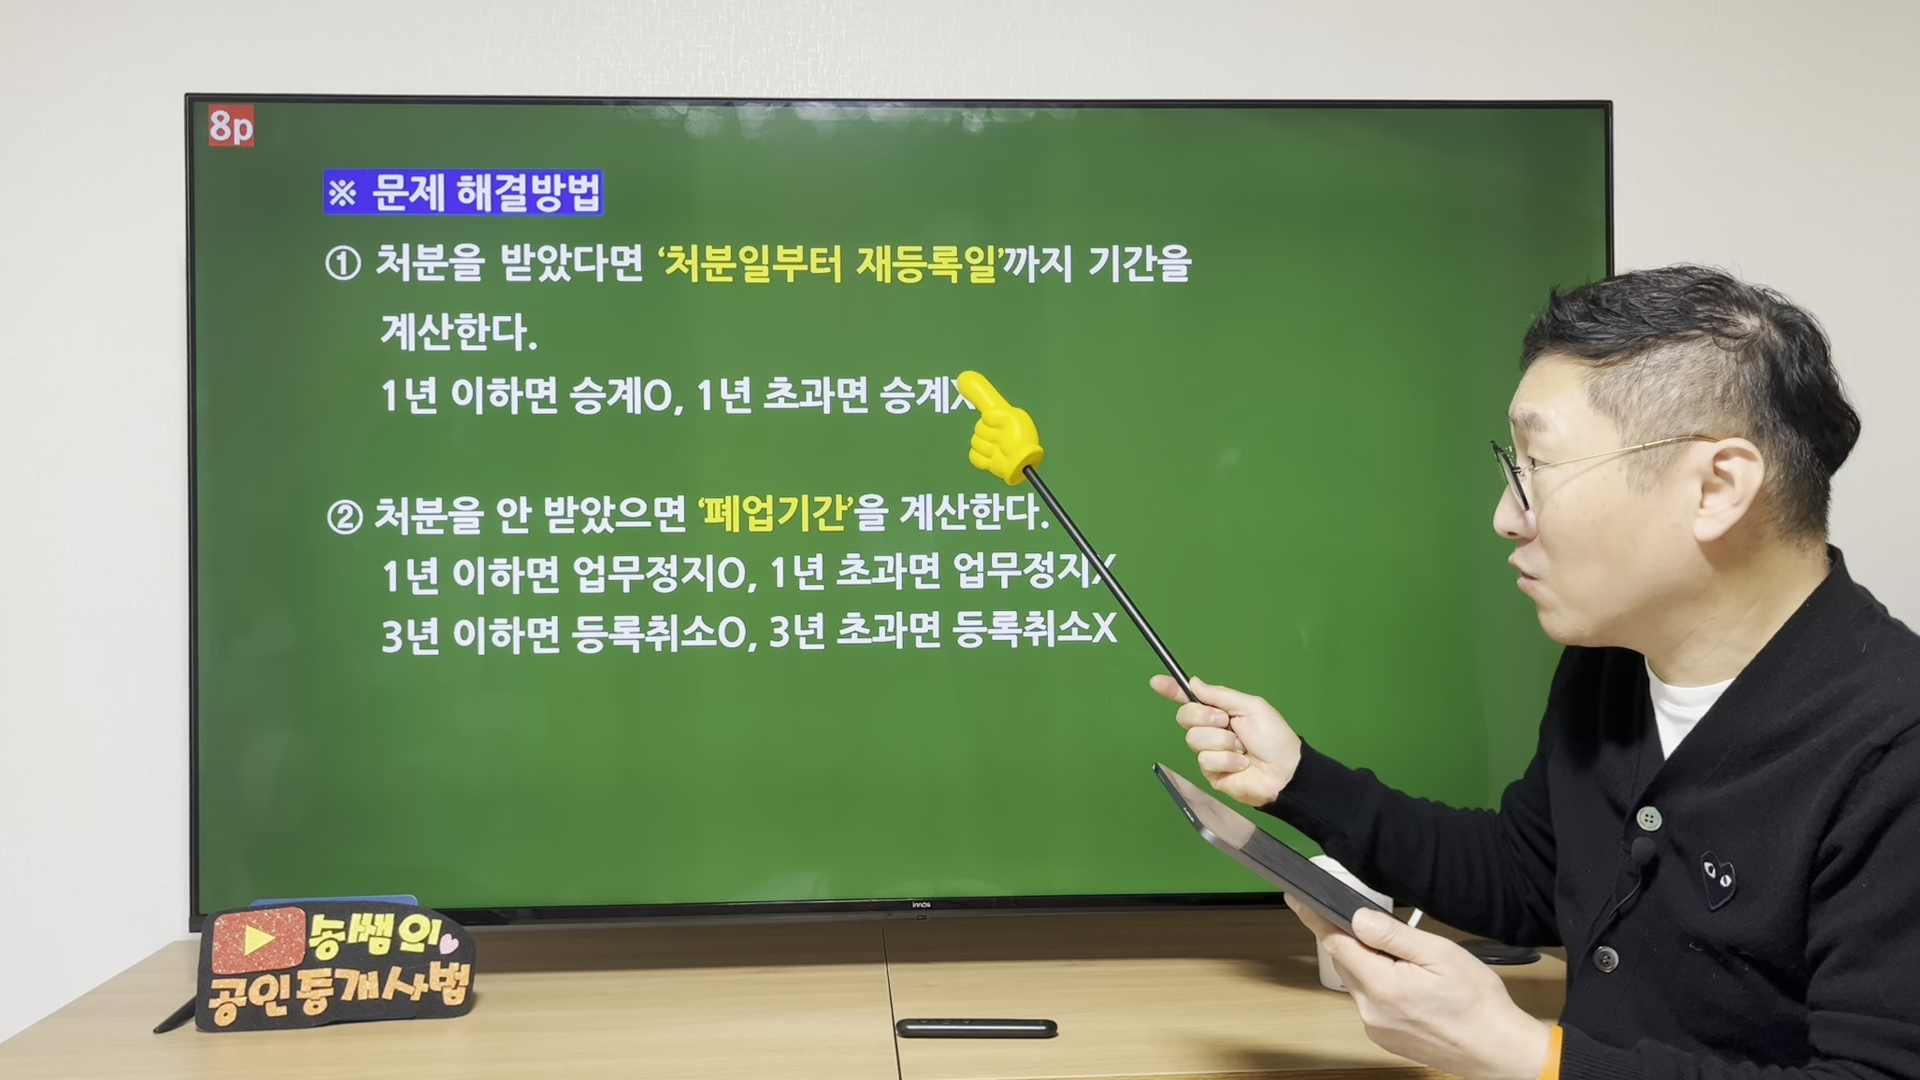 8p
※ 문제 해결방법
① 처분을 받았다면 ‘처분일부터 재등록일’까지 기간을
계산한다.
1년 이하면 승계O, 1년 초과면 승계X
② 처분을 안 받았으면 ‘폐업기간’을 계산한다.
1년 이하면 업무정지O, 1년 초과면 업무정지X
3년 이하면 등록취소O, 3년 초과면 등록취소X
innos
송쌤의
공인중개사법